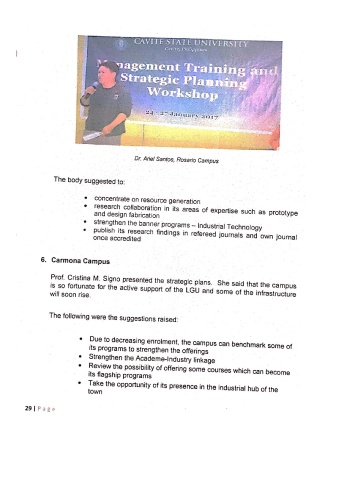 CAVITE STATE UNIVERSITY
Management Training and
Strategic Planning
Workshop
24 - 27 January 2017
Dr. Ariel Santos, Rosario Campus
The body suggested to:
• concentrate on resource generation
• research collaboration in its areas of expertise such as prototype
and design fabrication
• strengthen the banner programs – Industrial Technology
• publish its research findings in refereed journals and own journal
once accredited
6. Carmona Campus
Prof. Cristina M. Signo presented the strategic plans. She said that the campus
is so fortunate for the active support of the LGU and some of the infrastructure
will soon rise.
The following were the suggestions raised:
• Due to decreasing enrolment, the campus can benchmark some of
its programs to strengthen the offerings
• Strengthen the Academe-Industry linkage
• Review the possibility of offering some courses which can become
its flagship programs
• Take the opportunity of its presence in the industrial hub of the
town
29 | Page